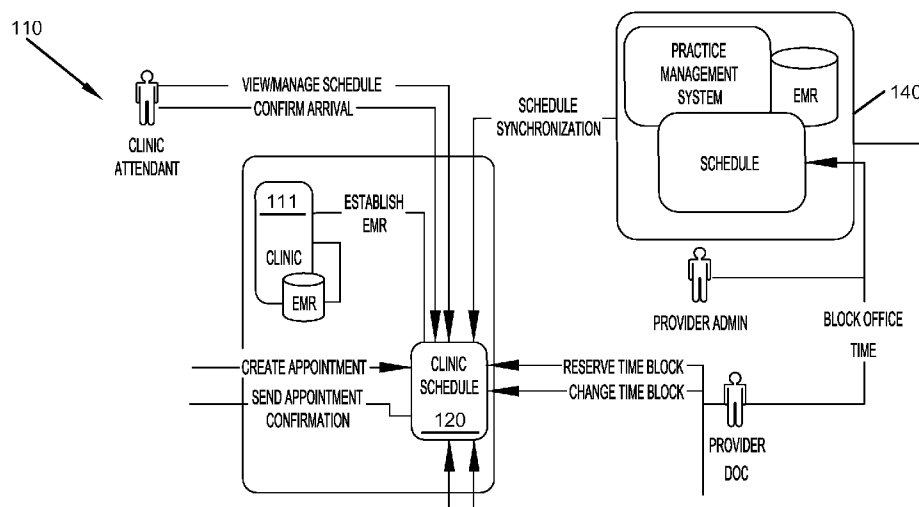 110
VIEW/MANAGE SCHEDULE
CONFIRM ARRIVAL
CLINIC
ATTENDANT
SCHEDULE
SYNCHRONIZATION
PRACTICE
MANAGEMENT
SYSTEM
EMR
140
SCHEDULE
111
CLINIC
EMR
ESTABLISH
EMR
PROVIDER ADMIN
BLOCK OFFICE
TIME
CREATE APPOINTMENT
SEND APPOINTMENT
CONFIRMATION
CLINIC
SCHEDULE
120
RESERVE TIME BLOCK
CHANGE TIME BLOCK
PROVIDER
DOC